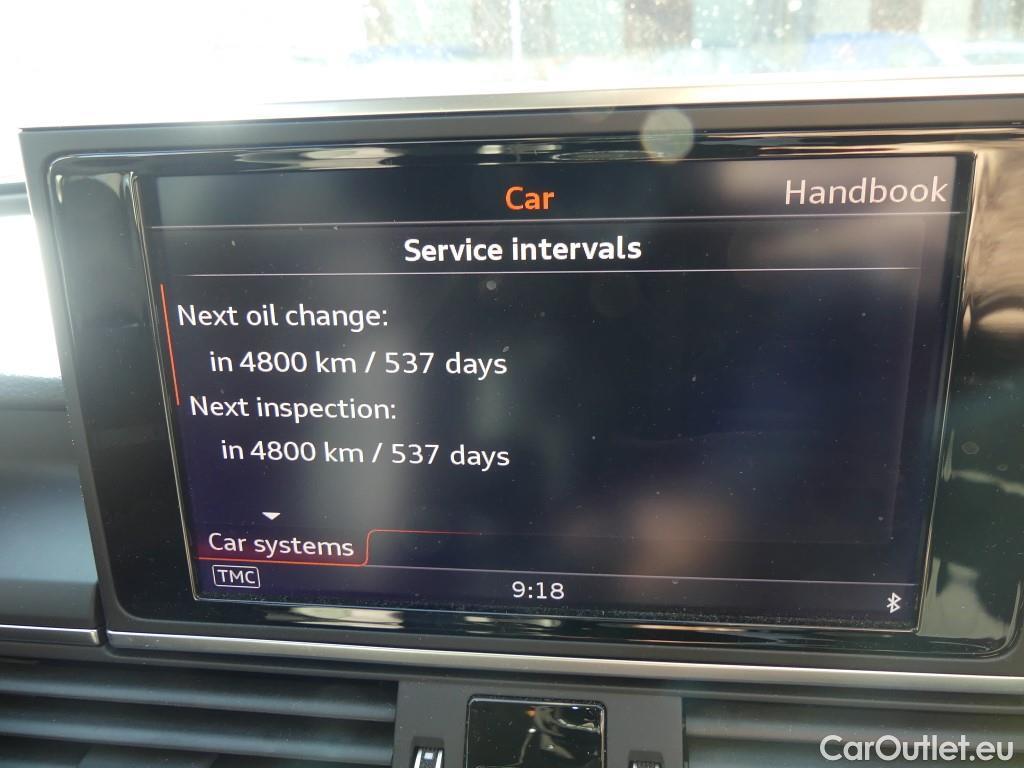 Car
Handbook
Service intervals
Next oil change:
in 4800 km / 537 days
Next inspection:
in 4800 km / 537 days
Car systems
TMC
9:18
CarOutlet.eu